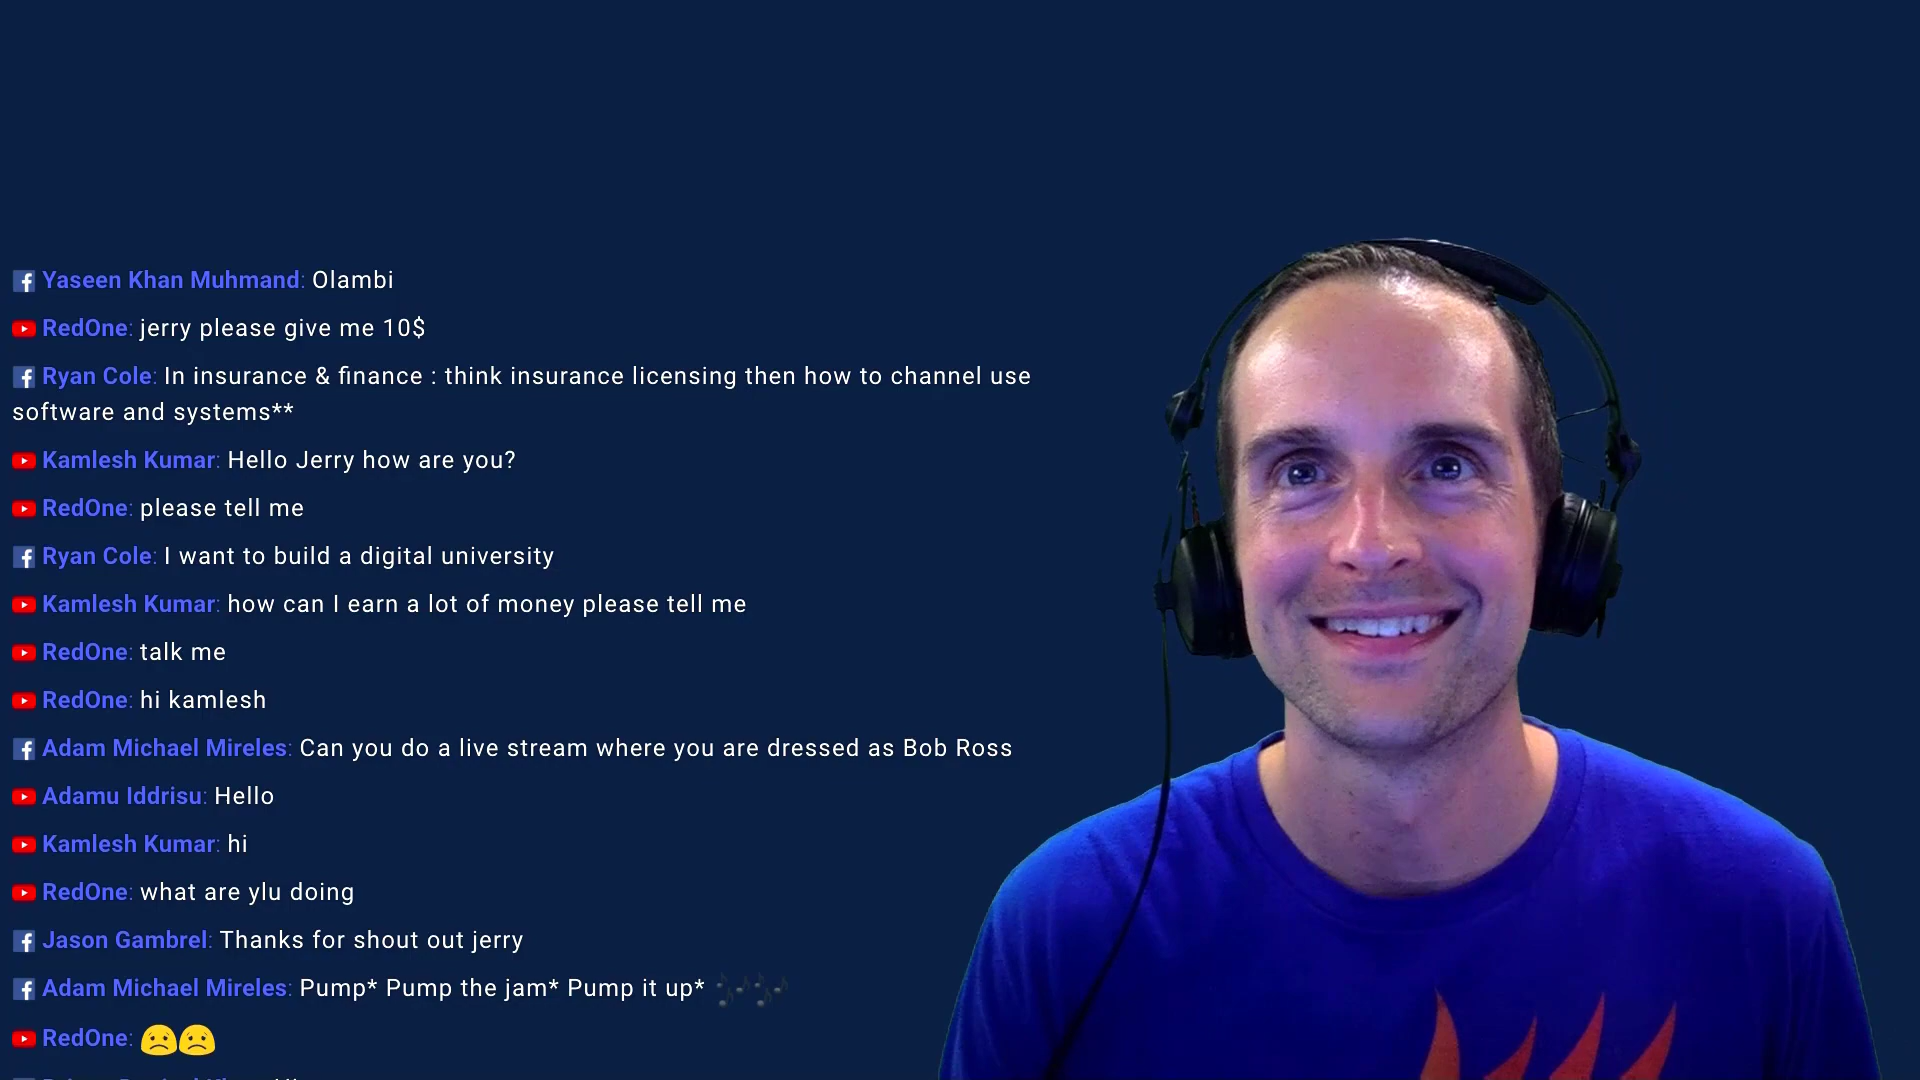 Yaseen Khan Muhmand: Olambi
RedOne: jerry please give me 10$
Ryan Cole: In insurance & finance : think insurance licensing then how to channel use
software and systems**
Kamlesh Kumar: Hello Jerry how are you?
RedOne: please tell me
Ryan Cole: I want to build a digital university
Kamlesh Kumar: how can I earn a lot of money please tell me
RedOne: talk me
RedOne: hi kamlesh
Adam Michael Mireles: Can you do a live stream where you are dressed as Bob Ross
Adamu Iddrisu: Hello
Kamlesh Kumar: hi
RedOne: what are ylu doing
Jason Gambrel: Thanks for shout out jerry
Adam Michael Mireles: Pump* Pump the jam* Pump it up* 🎶🎶
RedOne: 😟😟